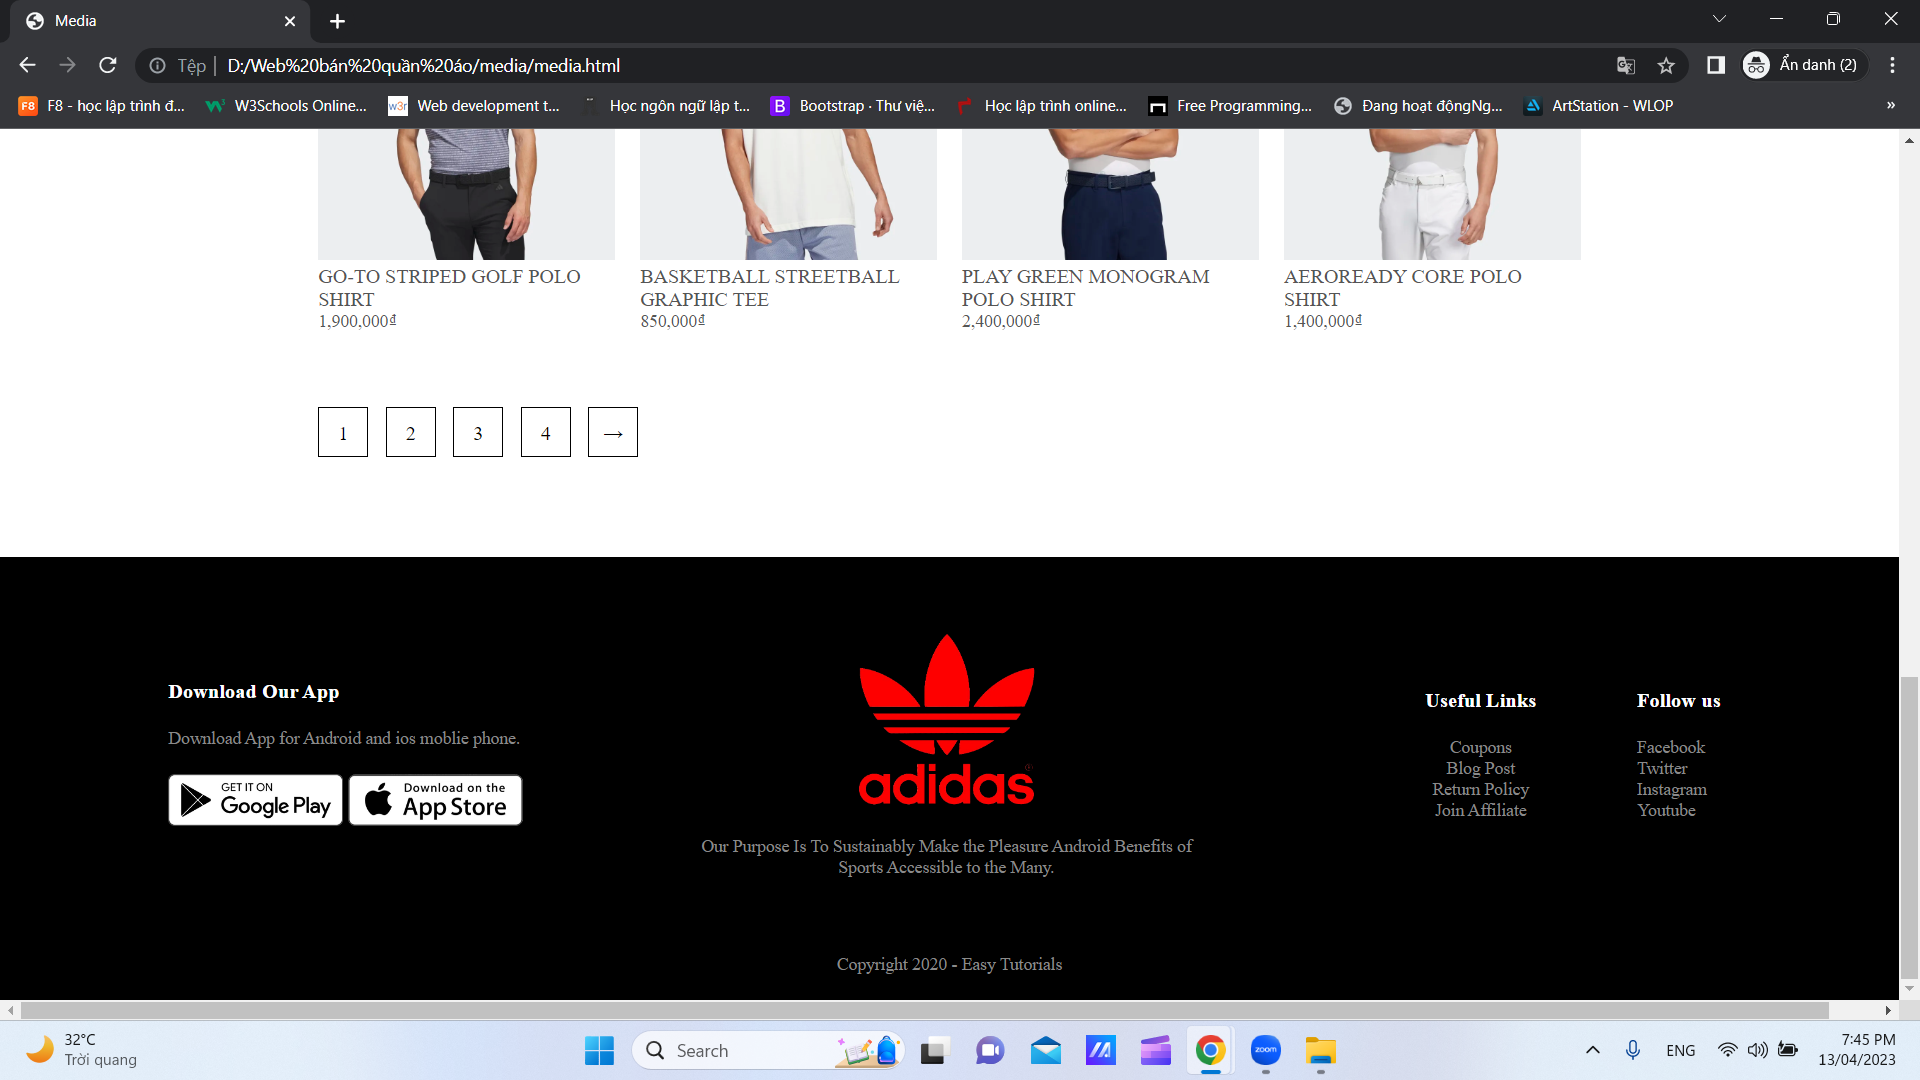 Media
Tệp | D:/Web%20bán%20quần%20áo/media/media.html
Ẩn danh (2)
F8 F8 - học lập trình đ...
W3Schools Online...
w3r Web development t...
Học ngôn ngữ lập t...
B Bootstrap · Thư việ...
Học lập trình online...
Free Programming...
Đang hoạt độngNg...
ArtStation - WLOP
»
GO-TO STRIPED GOLF POLO
SHIRT
1,900,000₫
BASKETBALL STREETBALL
GRAPHIC TEE
850,000₫
PLAY GREEN MONOGRAM
POLO SHIRT
2,400,000₫
AEROREADY CORE POLO
SHIRT
1,400,000₫
1 2 3 4 →
Download Our App
Download App for Android and ios moblie phone.
GET IT ON
Google Play
Download on the
App Store
adidas
Our Purpose Is To Sustainably Make the Pleasure Android Benefits of
Sports Accessible to the Many.
Useful Links
Coupons
Blog Post
Return Policy
Join Affiliate
Follow us
Facebook
Twitter
Instagram
Youtube
Copyright 2020 - Easy Tutorials
32°C
Trời quang
Search
zoom
ENG
7:45 PM
13/04/2023